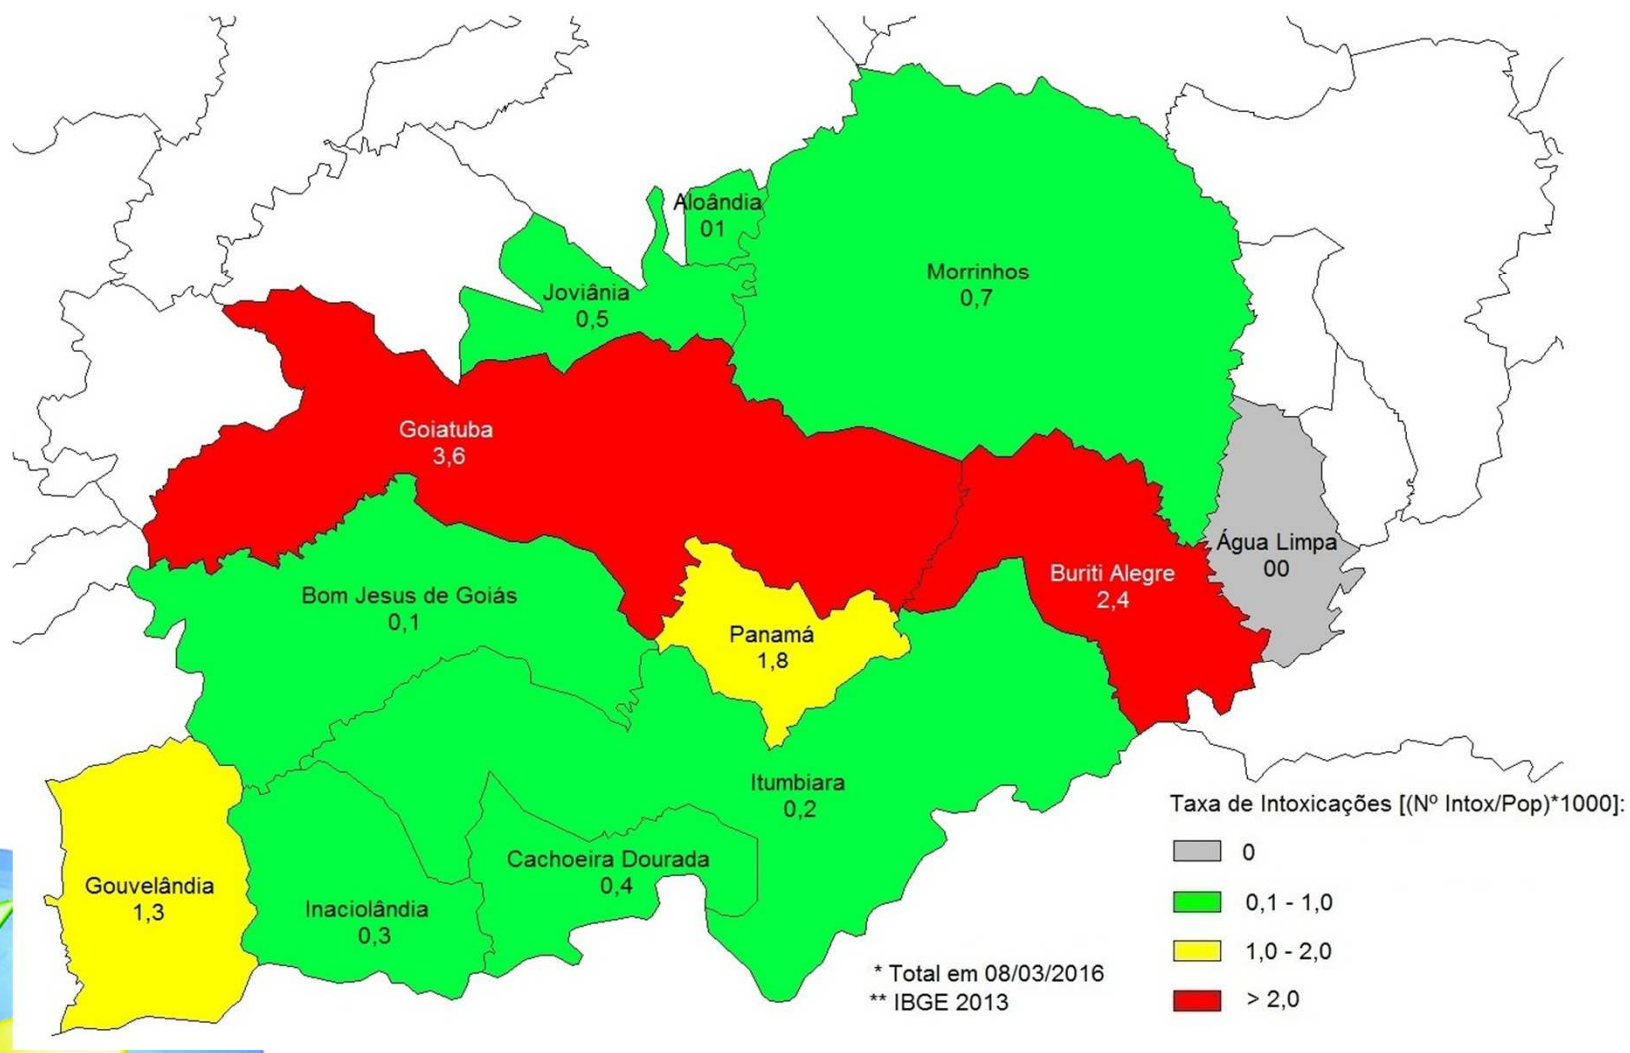 Aloândia
01
Morrinhos
0,7
Joviânia
0,5
Goiatuba
3,6
Água Limpa
00
Buriti Alegre
2,4
Bom Jesus de Goiás
0,1
Panamá
1,8
Itumbiara
0,2
Cachoeira Dourada
0,4
Gouvelândia
1,3
Inaciolândia
0,3
Taxa de Intoxicações [(Nº Intox/Pop)*1000]:
0
0,1 - 1,0
1,0 - 2,0
> 2,0
* Total em 08/03/2016
** IBGE 2013